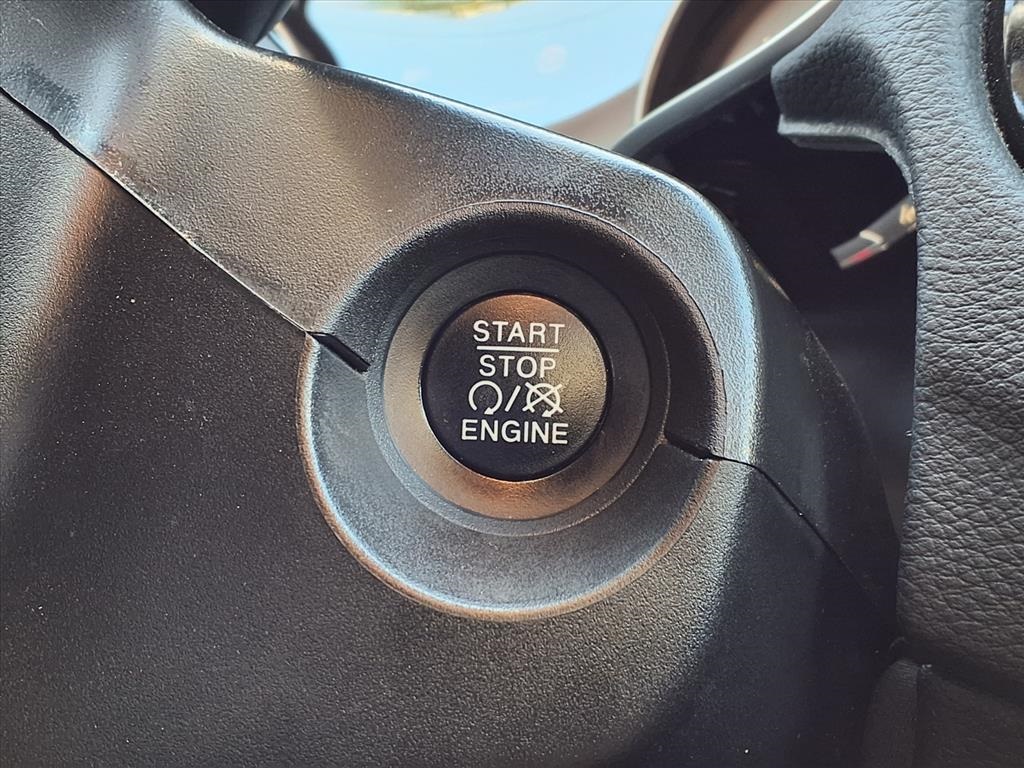 START
STOP
/
ENGINE